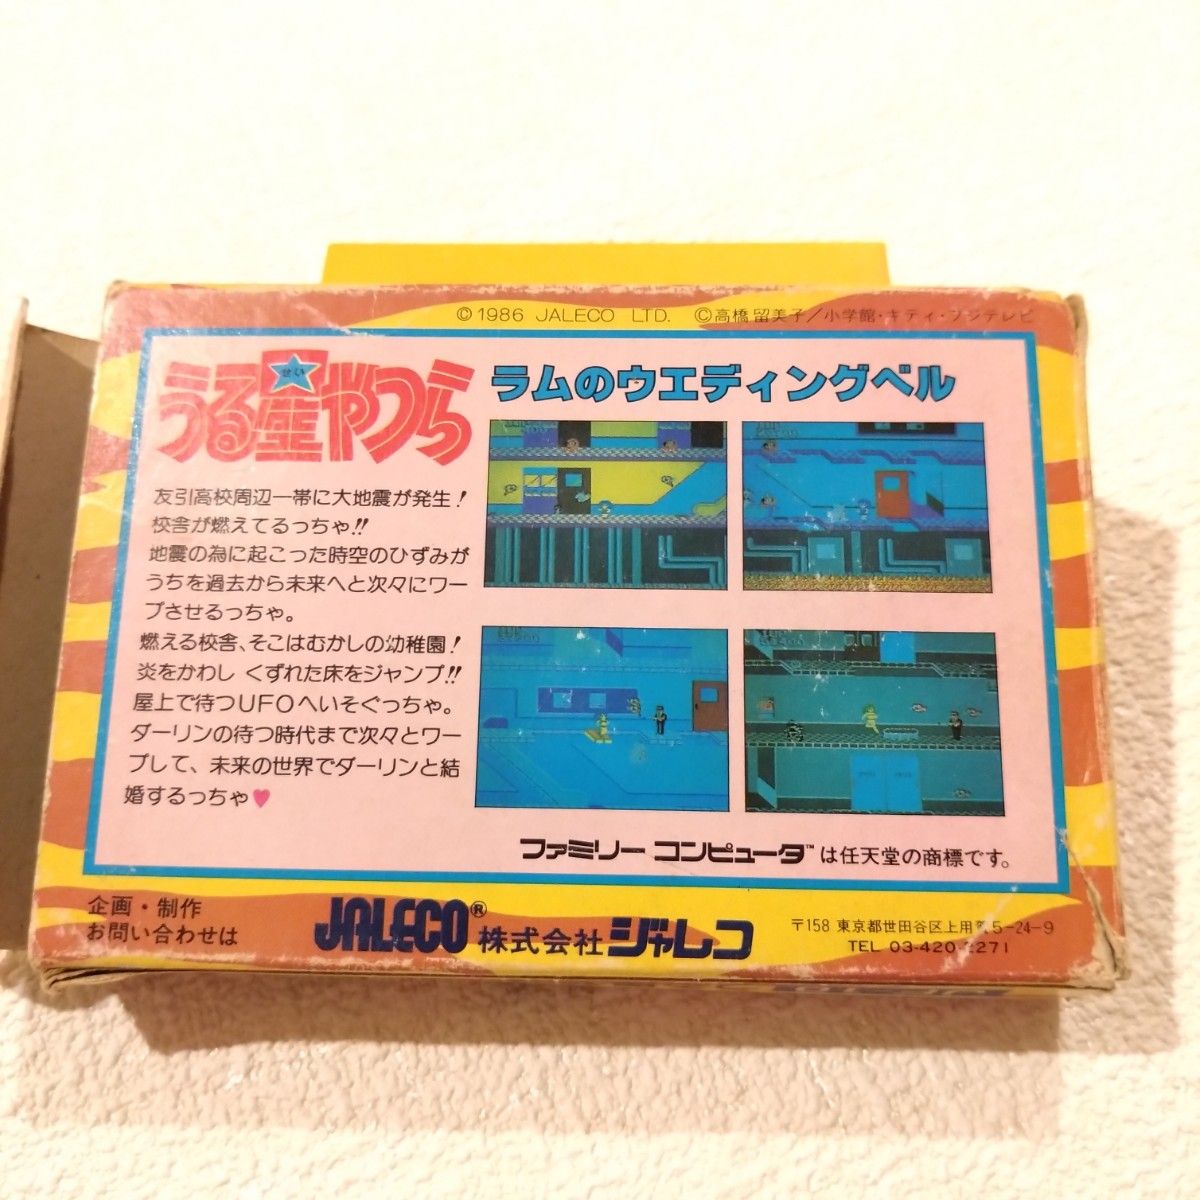 ©1986 JALECO LTD. ©高橋留美子／小学館・キティ・フジテレビ
うる星やつら
せい
ラムのウエディングベル
友引高校周辺一帯に大地震が発生！
校舎が燃えてるっちゃ!!
地震の為に起こった時空のひずみが
うちを過去から未来へと次々にワー
プさせるっちゃ。
燃える校舎、そこはむかしの幼稚園！
炎をかわし くずれた床をジャンプ!!
屋上で待つUFOへいそぐっちゃ。
ダーリンの待つ時代まで次々とワー
プして、未来の世界でダーリンと結
婚するっちゃ♥
ファミリー コンピュータ™は任天堂の商標です。
企画・制作
お問い合わせは
JALECO® 株式会社 ジャレコ
〒158 東京都世田谷区上用賀5-24-9
TEL 03-420-2271